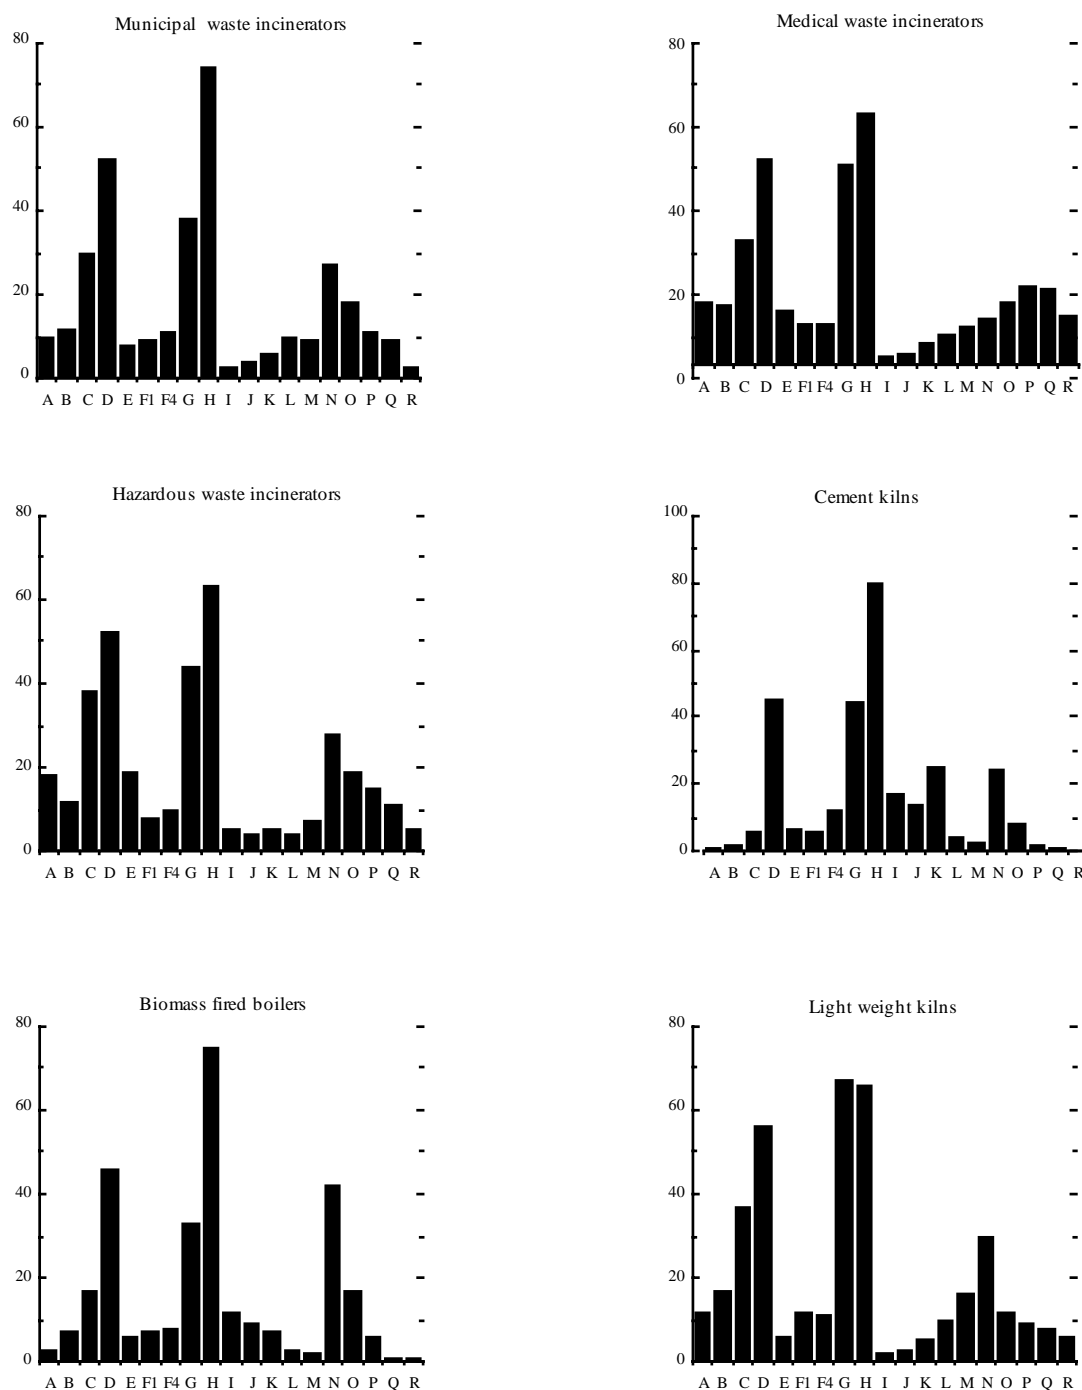 Municipal waste incinerators
80
60
40
20
0
A B C D E F1 F4 G H I J K L M N O P Q R
Medical waste incinerators
80
60
40
20
0
A B C D E F1 F4 G H I J K L M N O P Q R
Hazardous waste incinerators
80
60
40
20
0
A B C D E F1 F4 G H I J K L M N O P Q R
Cement kilns
100
80
60
40
20
0
A B C D E F1 F4 G H I J K L M N O P Q R
Biomass fired boilers
80
60
40
20
0
A B C D E F1 F4 G H I J K L M N O P Q R
Light weight kilns
80
60
40
20
0
A B C D E F1 F4 G H I J K L M N O P Q R